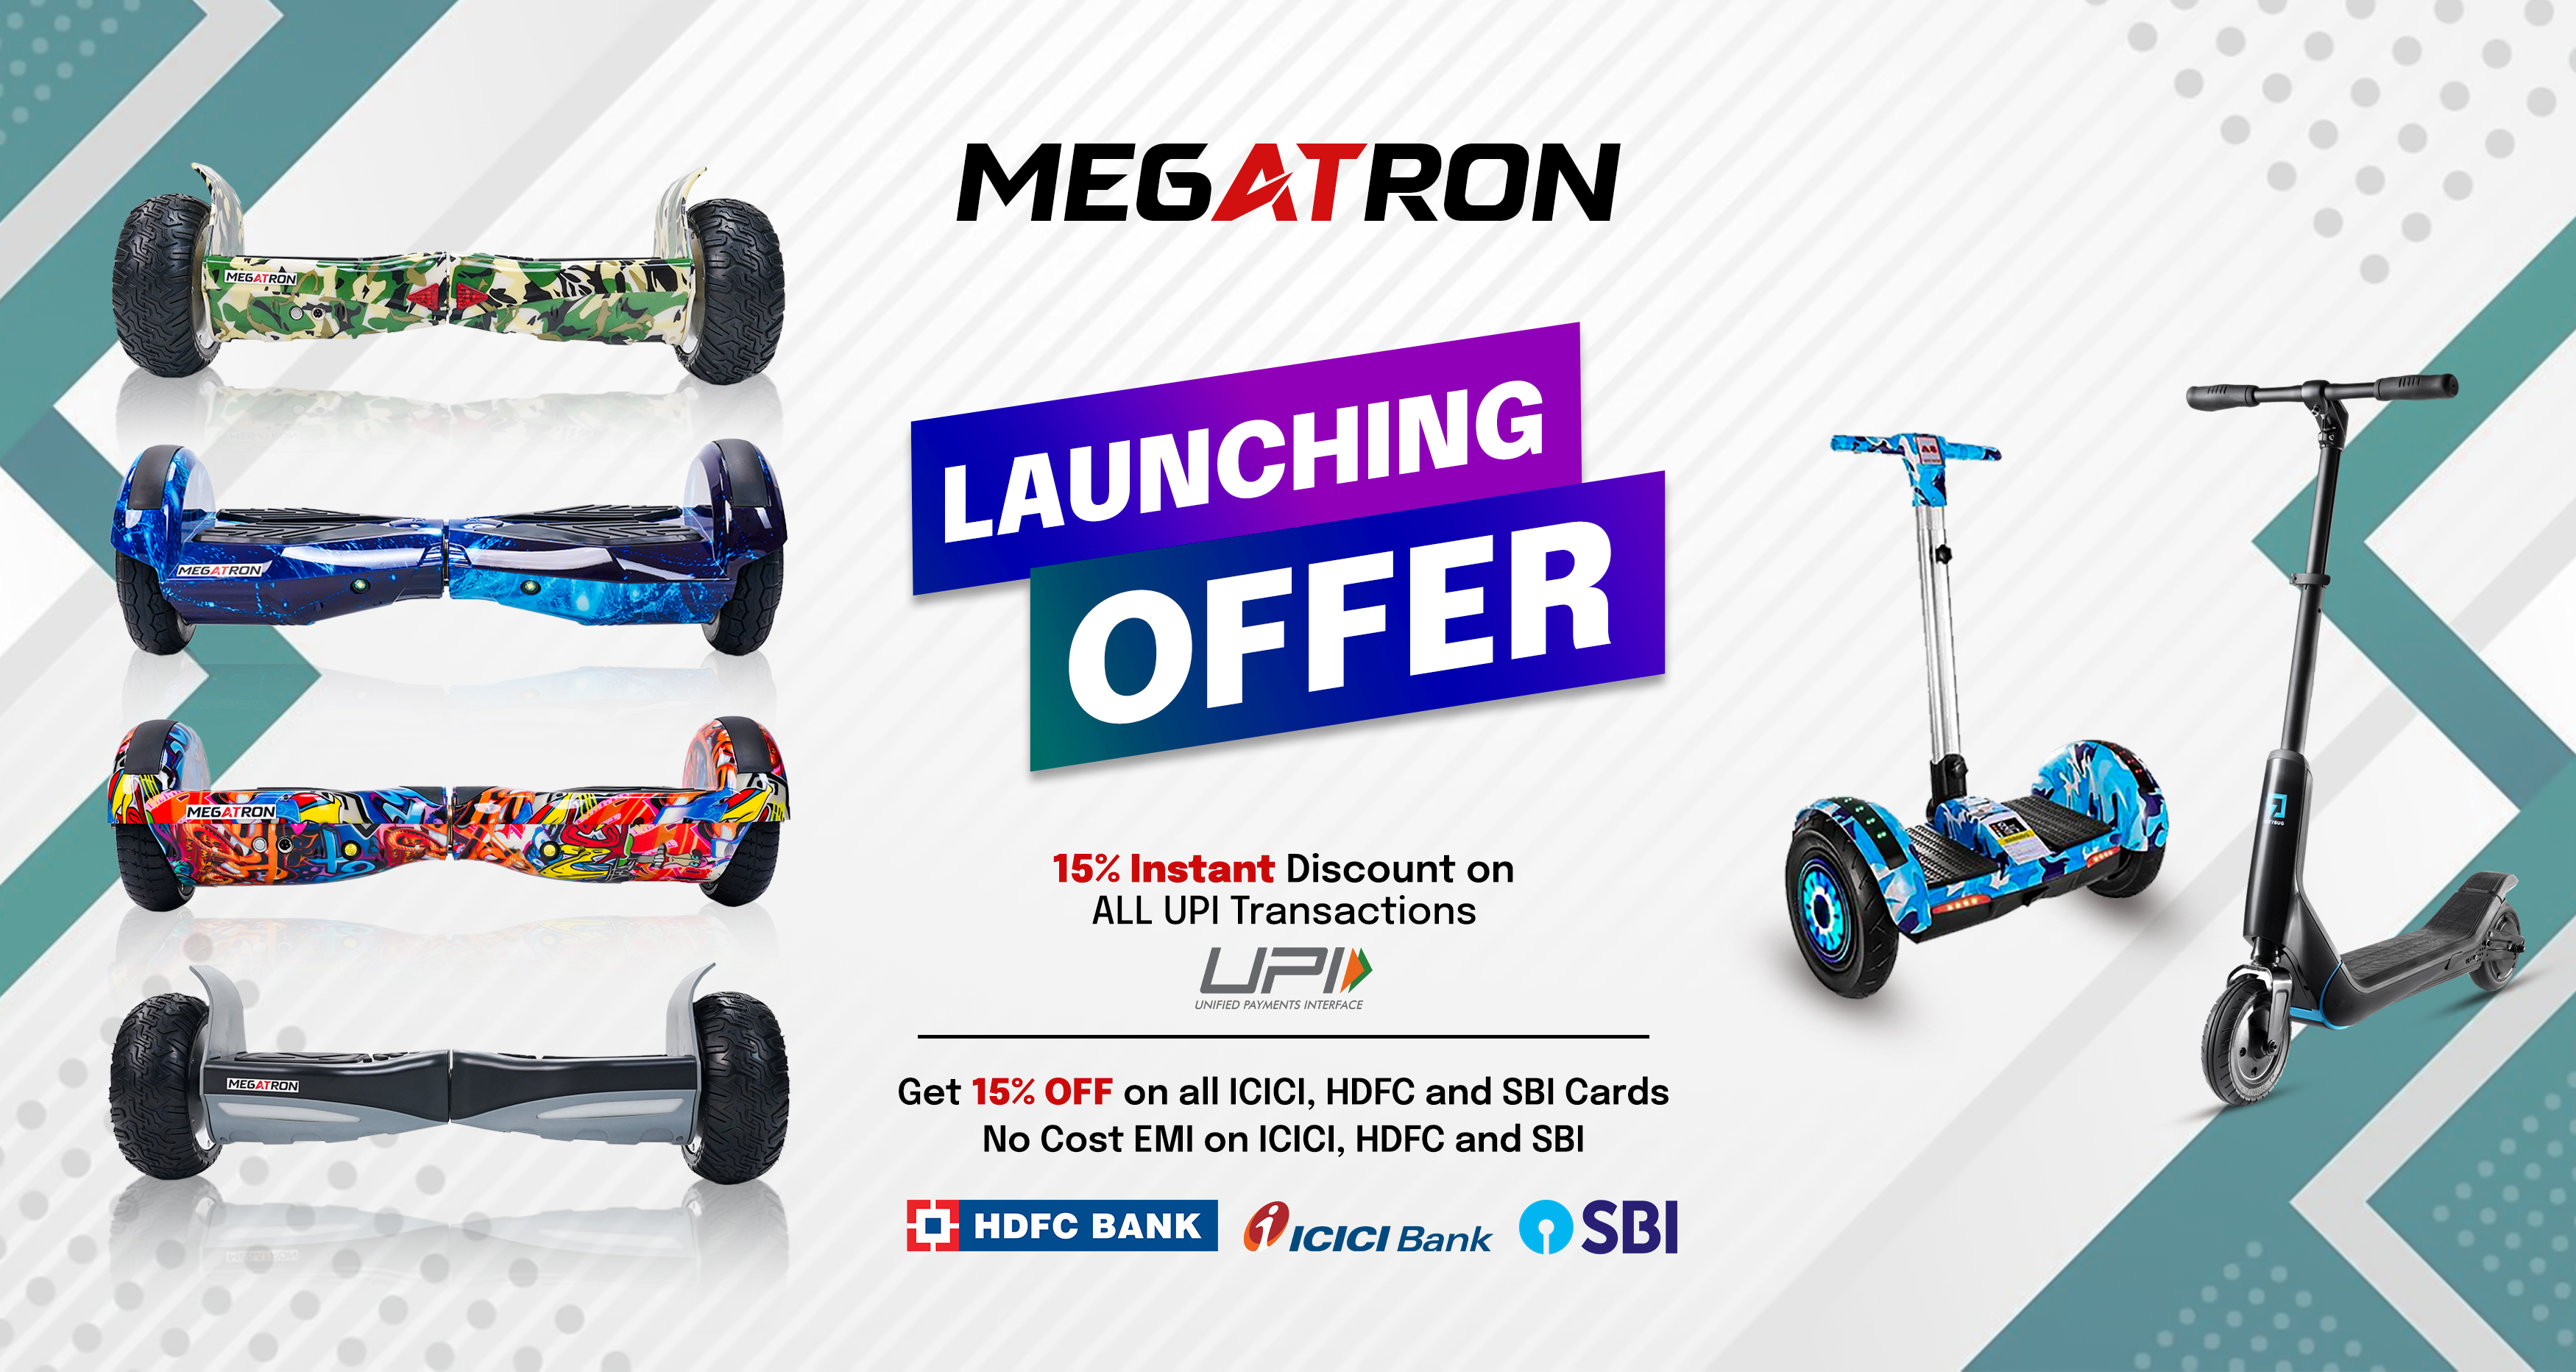 MEGATRON
LAUNCHING
OFFER
15% Instant Discount on
ALL UPI Transactions
UPI
UNIFIED PAYMENTS INTERFACE
Get 15% OFF on all ICICI, HDFC and SBI Cards
No Cost EMI on ICICI, HDFC and SBI
HDFC BANK
i ICICI Bank
SBI
MEGATRON
MEGATRON
MEGATRON
MEGATRON